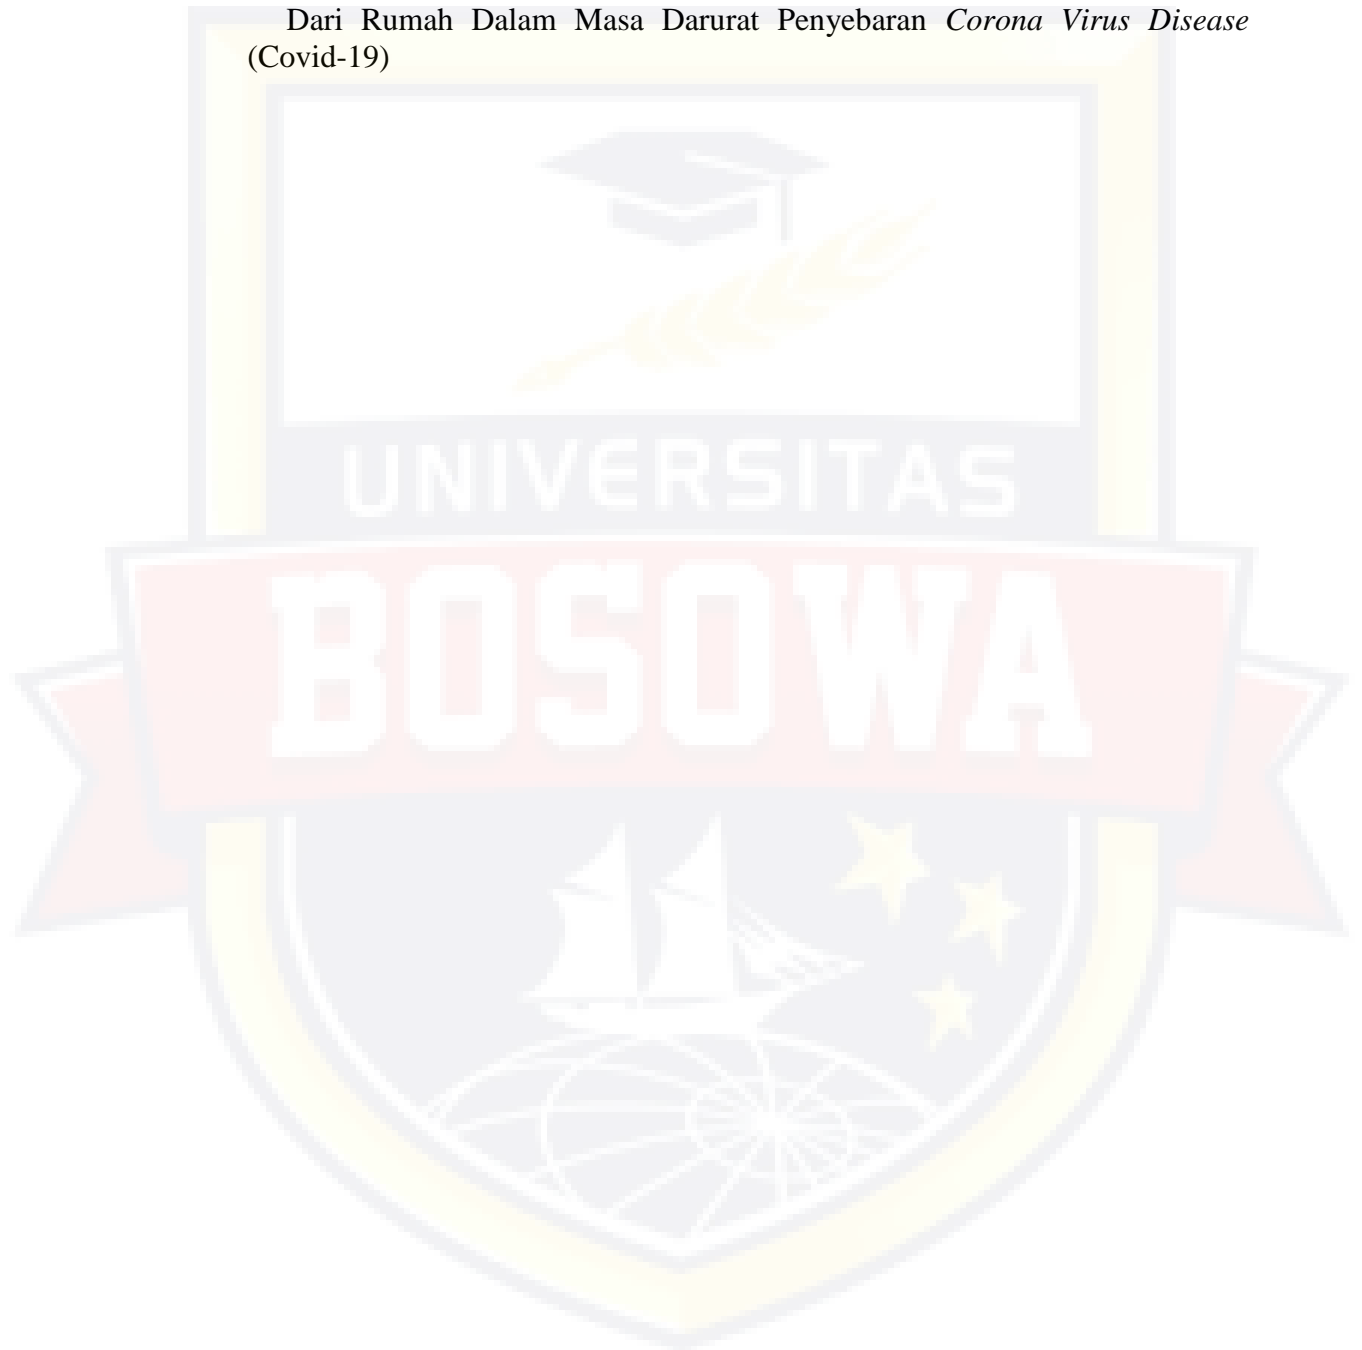 Dari Rumah Dalam Masa Darurat Penyebaran Corona Virus Disease
(Covid-19)
UNIVERSITAS
BOSOWA